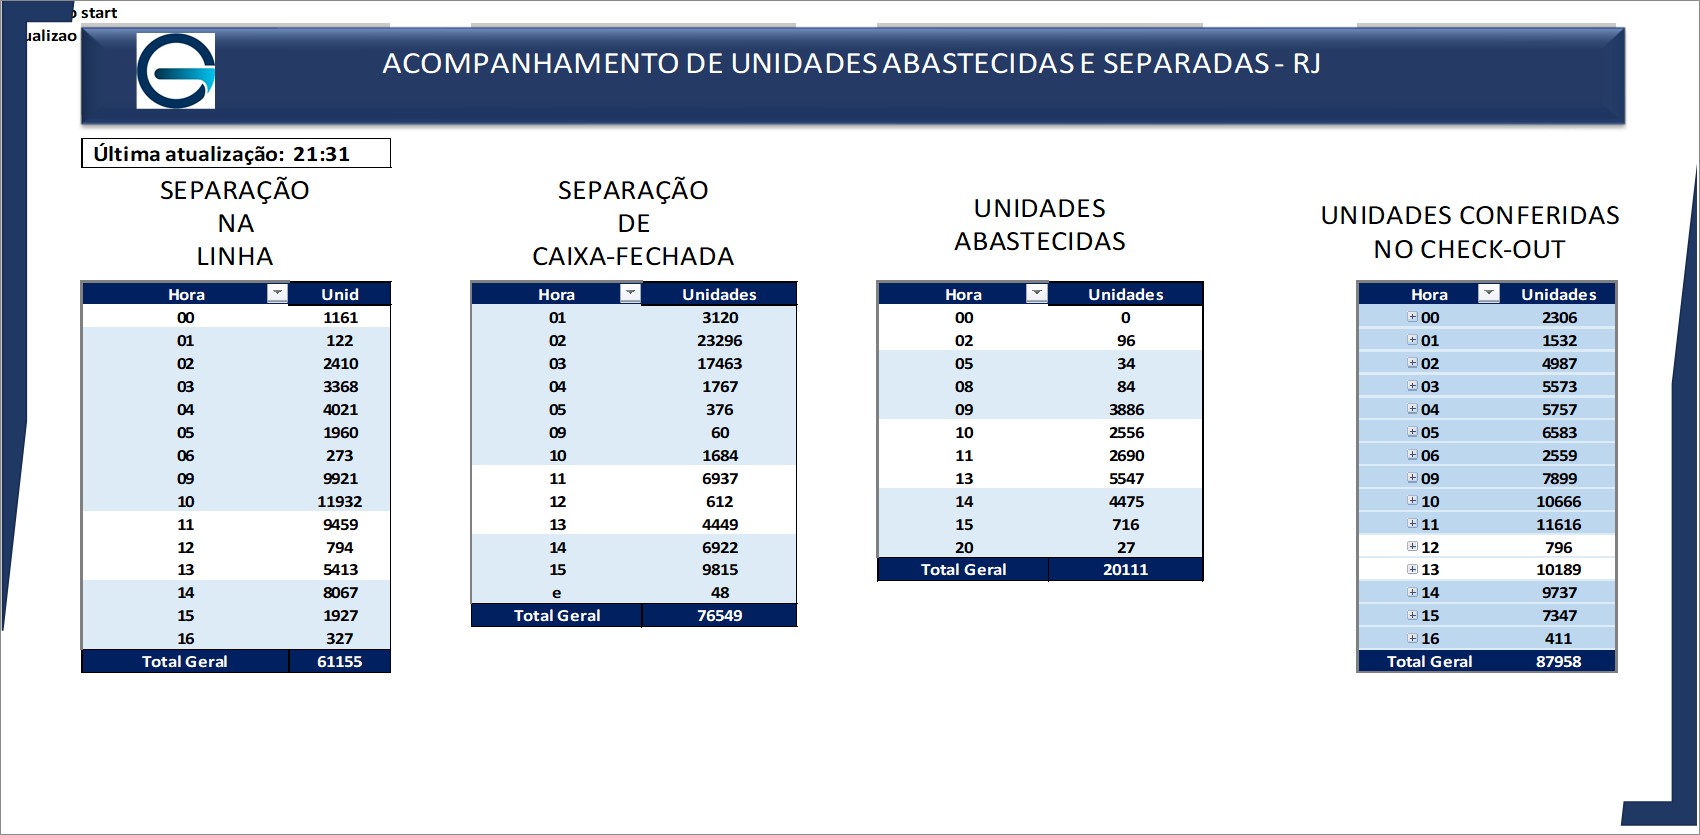 o start
ualizao
ACOMPANHAMENTO DE UNIDADES ABASTECIDAS E SEPARADAS - RJ
Última atualização: 21:31
SEPARAÇÃO
NA
LINHA
Hora Unid
00 1161
01 122
02 2410
03 3368
04 4021
05 1960
06 273
09 9921
10 11932
11 9459
12 794
13 5413
14 8067
15 1927
16 327
Total Geral 61155
SEPARAÇÃO
DE
CAIXA-FECHADA
Hora Unidades
01 3120
02 23296
03 17463
04 1767
05 376
09 60
10 1684
11 6937
12 612
13 4449
14 6922
15 9815
e 48
Total Geral 76549
UNIDADES
ABASTECIDAS
Hora Unidades
00 0
02 96
05 34
08 84
09 3886
10 2556
11 2690
13 5547
14 4475
15 716
20 27
Total Geral 20111
UNIDADES CONFERIDAS
NO CHECK-OUT
Hora Unidades
00 2306
01 1532
02 4987
03 5573
04 5757
05 6583
06 2559
09 7899
10 10666
11 11616
12 796
13 10189
14 9737
15 7347
16 411
Total Geral 87958